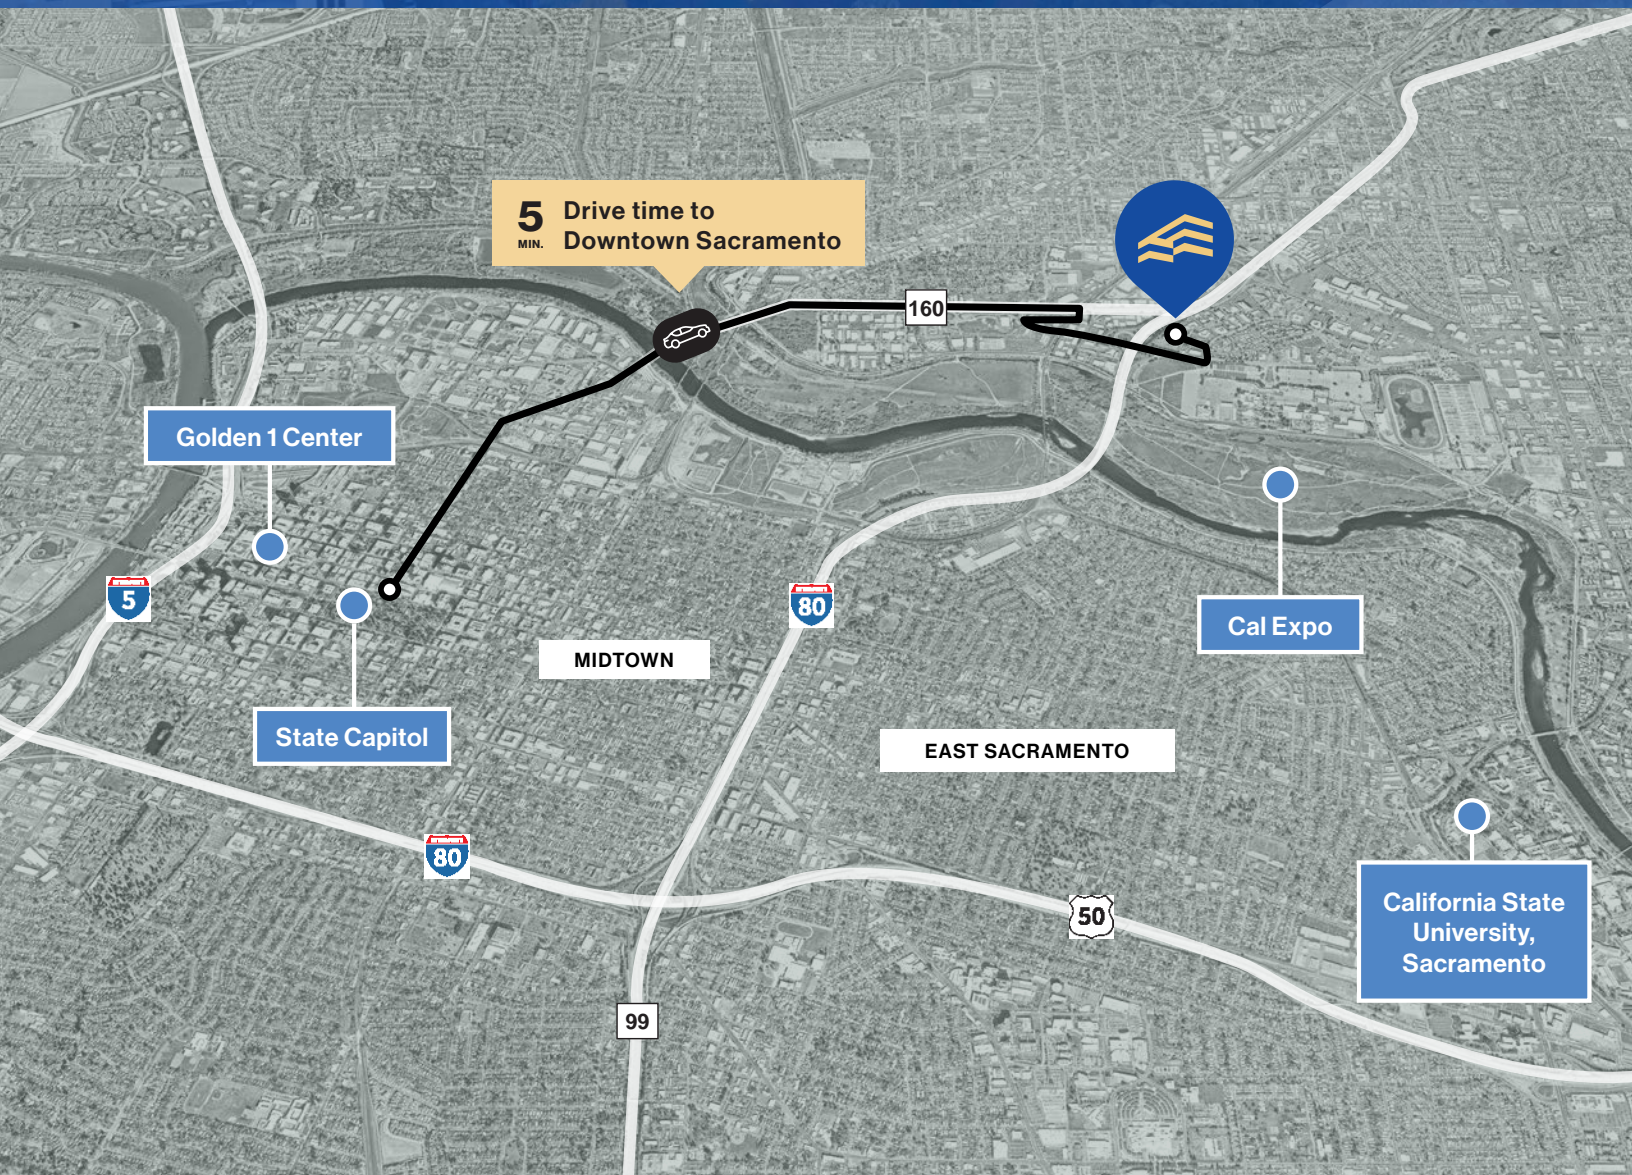 5
MIN.
Drive time to
Downtown Sacramento
160
Golden 1 Center
5
80
Cal Expo
MIDTOWN
State Capitol
EAST SACRAMENTO
80
50
California State
University,
Sacramento
99